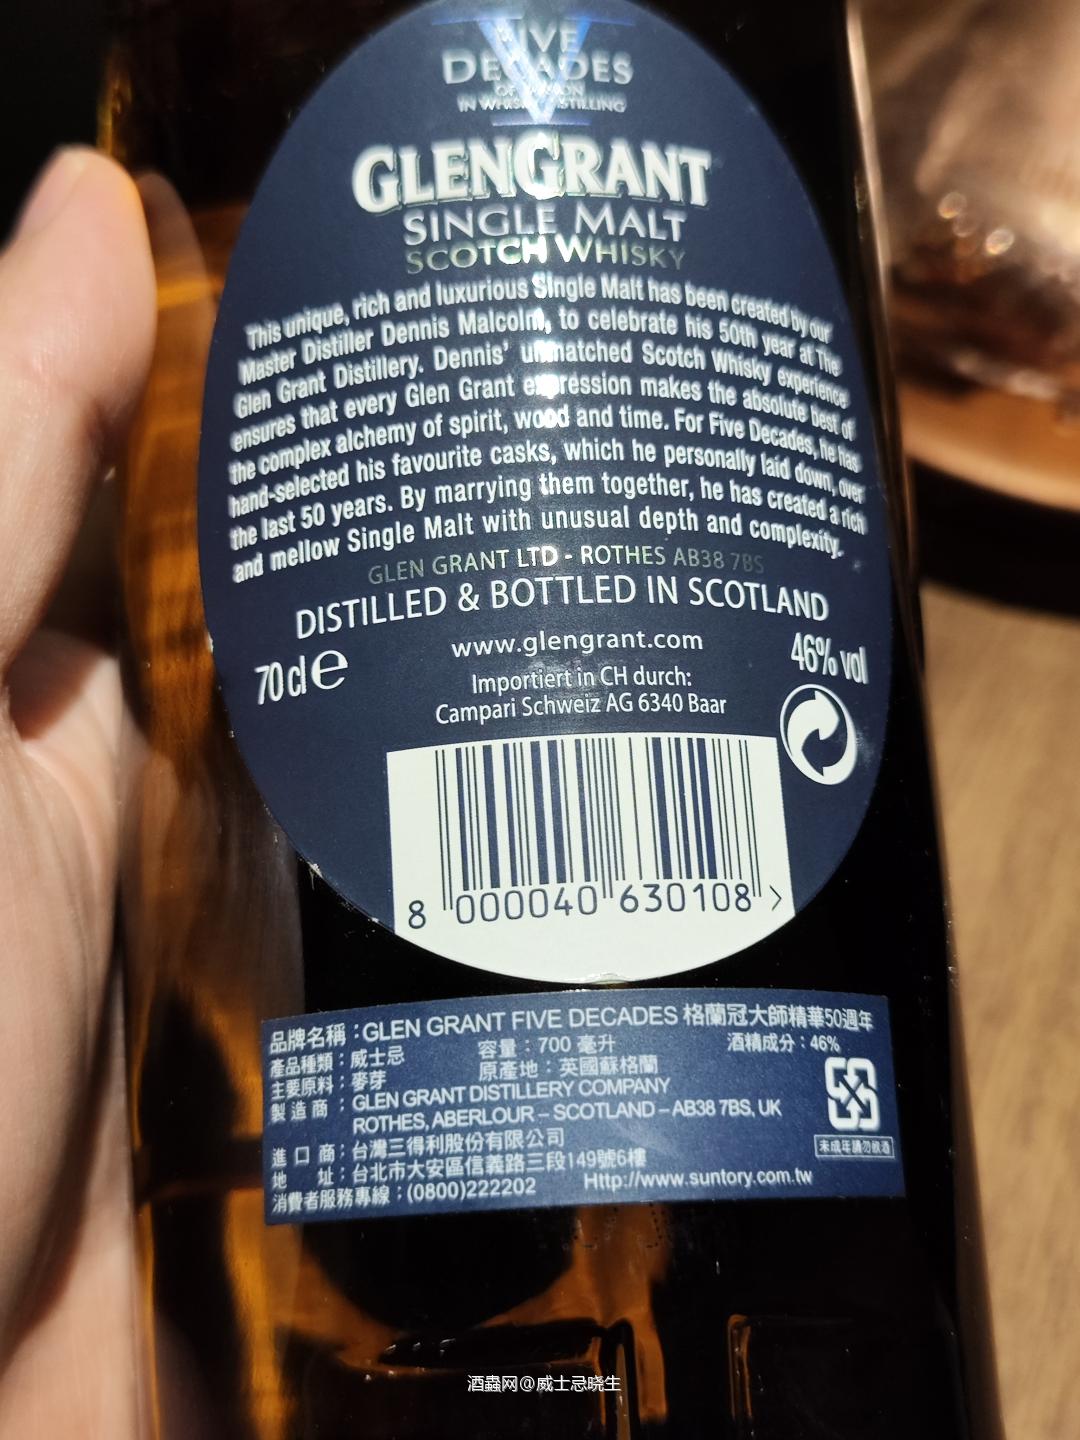 FIVE
DECADES
OF PASSION
IN WHISKY DISTILLING
GLENGRANT
SINGLE MALT
SCOTCH WHISKY
This unique, rich and luxurious Single Malt has been created by our
Master Distiller Dennis Malcolm, to celebrate his 50th year at The
Glen Grant Distillery. Dennis' unmatched Scotch Whisky experience
ensures that every Glen Grant expression makes the absolute best of
the complex alchemy of spirit, wood and time. For Five Decades, he has
hand-selected his favourite casks, which he personally laid down, over
the last 50 years. By marrying them together, he has created a rich
and mellow Single Malt with unusual depth and complexity.
GLEN GRANT LTD - ROTHES AB38 7BS
DISTILLED & BOTTLED IN SCOTLAND
www.glengrant.com
70cl e
46% vol
Importiert in CH durch:
Campari Schweiz AG 6340 Baar
8 000040 630108 >
品牌名稱：GLEN GRANT FIVE DECADES 格蘭冠大師精華50週年
產品種類：威士忌 容量：700 毫升 酒精成分：46%
主要原料：麥芽 原產地：英國蘇格蘭
製造商：GLEN GRANT DISTILLERY COMPANY
ROTHES, ABERLOUR – SCOTLAND – AB38 7BS, UK
進口商：台灣三得利股份有限公司
地址：台北市大安區信義路三段149號6樓
消費者服務專線：(0800)222202 Http://www.suntory.com.tw
未成年請勿飲酒
酒蟲网@威士忌晓生